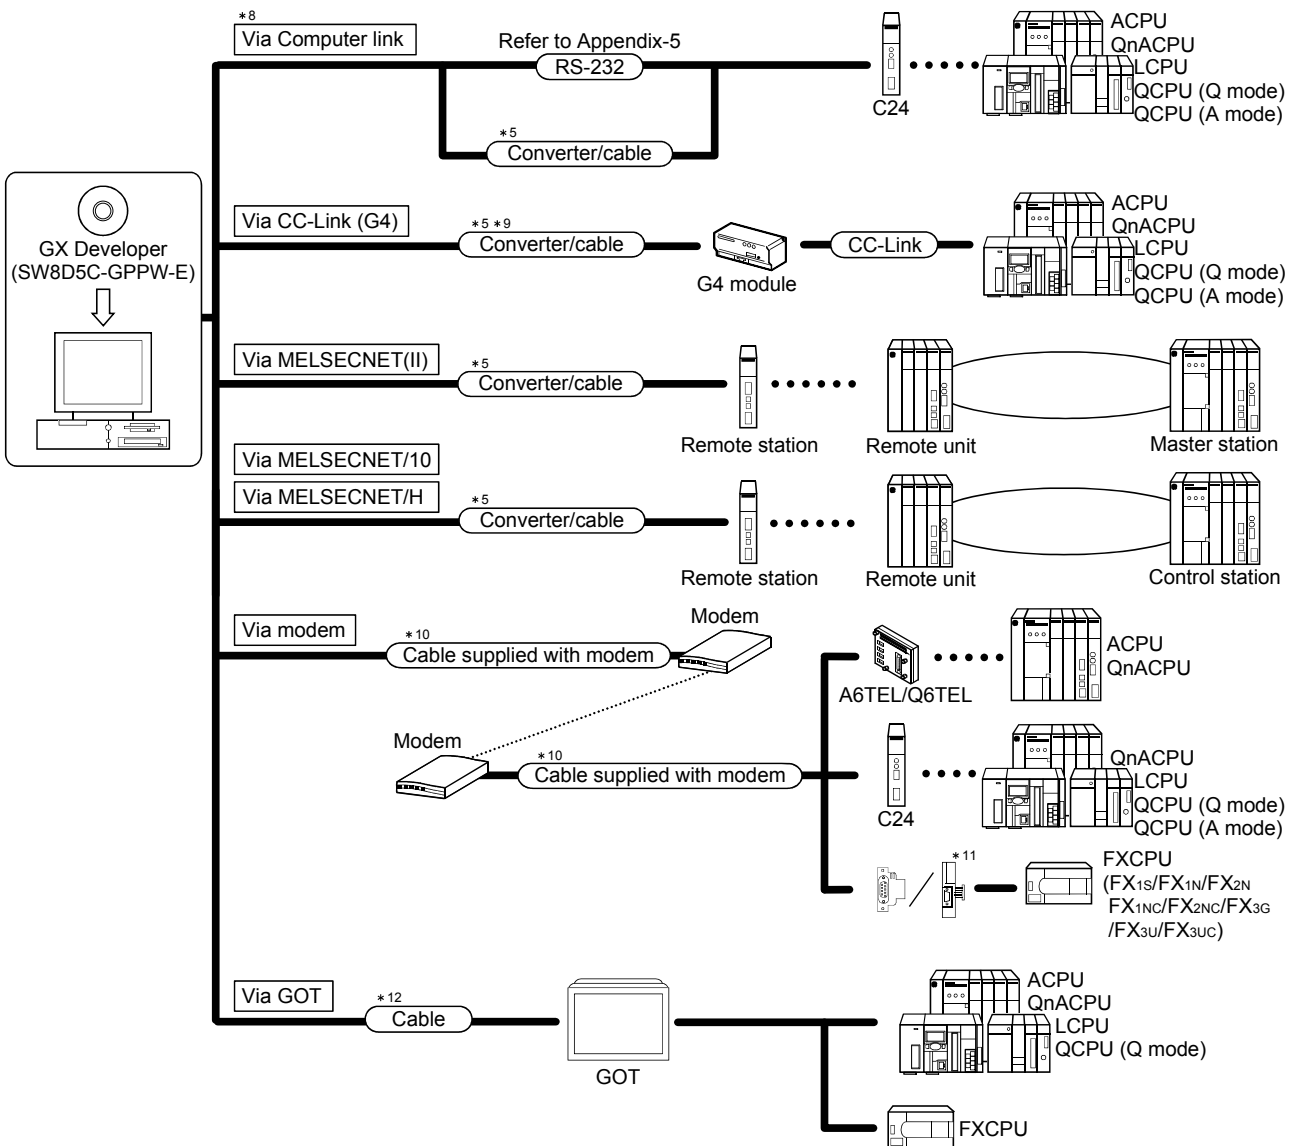 *8
Via Computer link
Refer to Appendix-5
RS-232
*5
Converter/cable
C24
ACPU
QnACPU
LCPU
QCPU (Q mode)
QCPU (A mode)
GX Developer
(SW8D5C-GPPW-E)
Via CC-Link (G4)
*5 *9
Converter/cable
G4 module
CC-Link
ACPU
QnACPU
LCPU
QCPU (Q mode)
QCPU (A mode)
Via MELSECNET(II)
*5
Converter/cable
Remote station
Remote unit
Master station
Via MELSECNET/10
Via MELSECNET/H
*5
Converter/cable
Remote station
Remote unit
Control station
Via modem
*10
Cable supplied with modem
Modem
A6TEL/Q6TEL
ACPU
QnACPU
Modem
*10
Cable supplied with modem
C24
QnACPU
LCPU
QCPU (Q mode)
QCPU (A mode)
*11
FXCPU
(FX1S/FX1N/FX2N
FX1NC/FX2NC/FX3G
/FX3U/FX3UC)
Via GOT
*12
Cable
GOT
ACPU
QnACPU
LCPU
QCPU (Q mode)
FXCPU